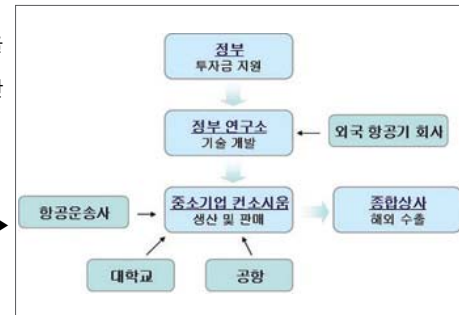 정부
투자금 지원
정부 연구소
기술 개발
외국 항공기 회사
항공운송사
중소기업 컨소시움
생산 및 판매
종합상사
해외 수출
대학교
공항